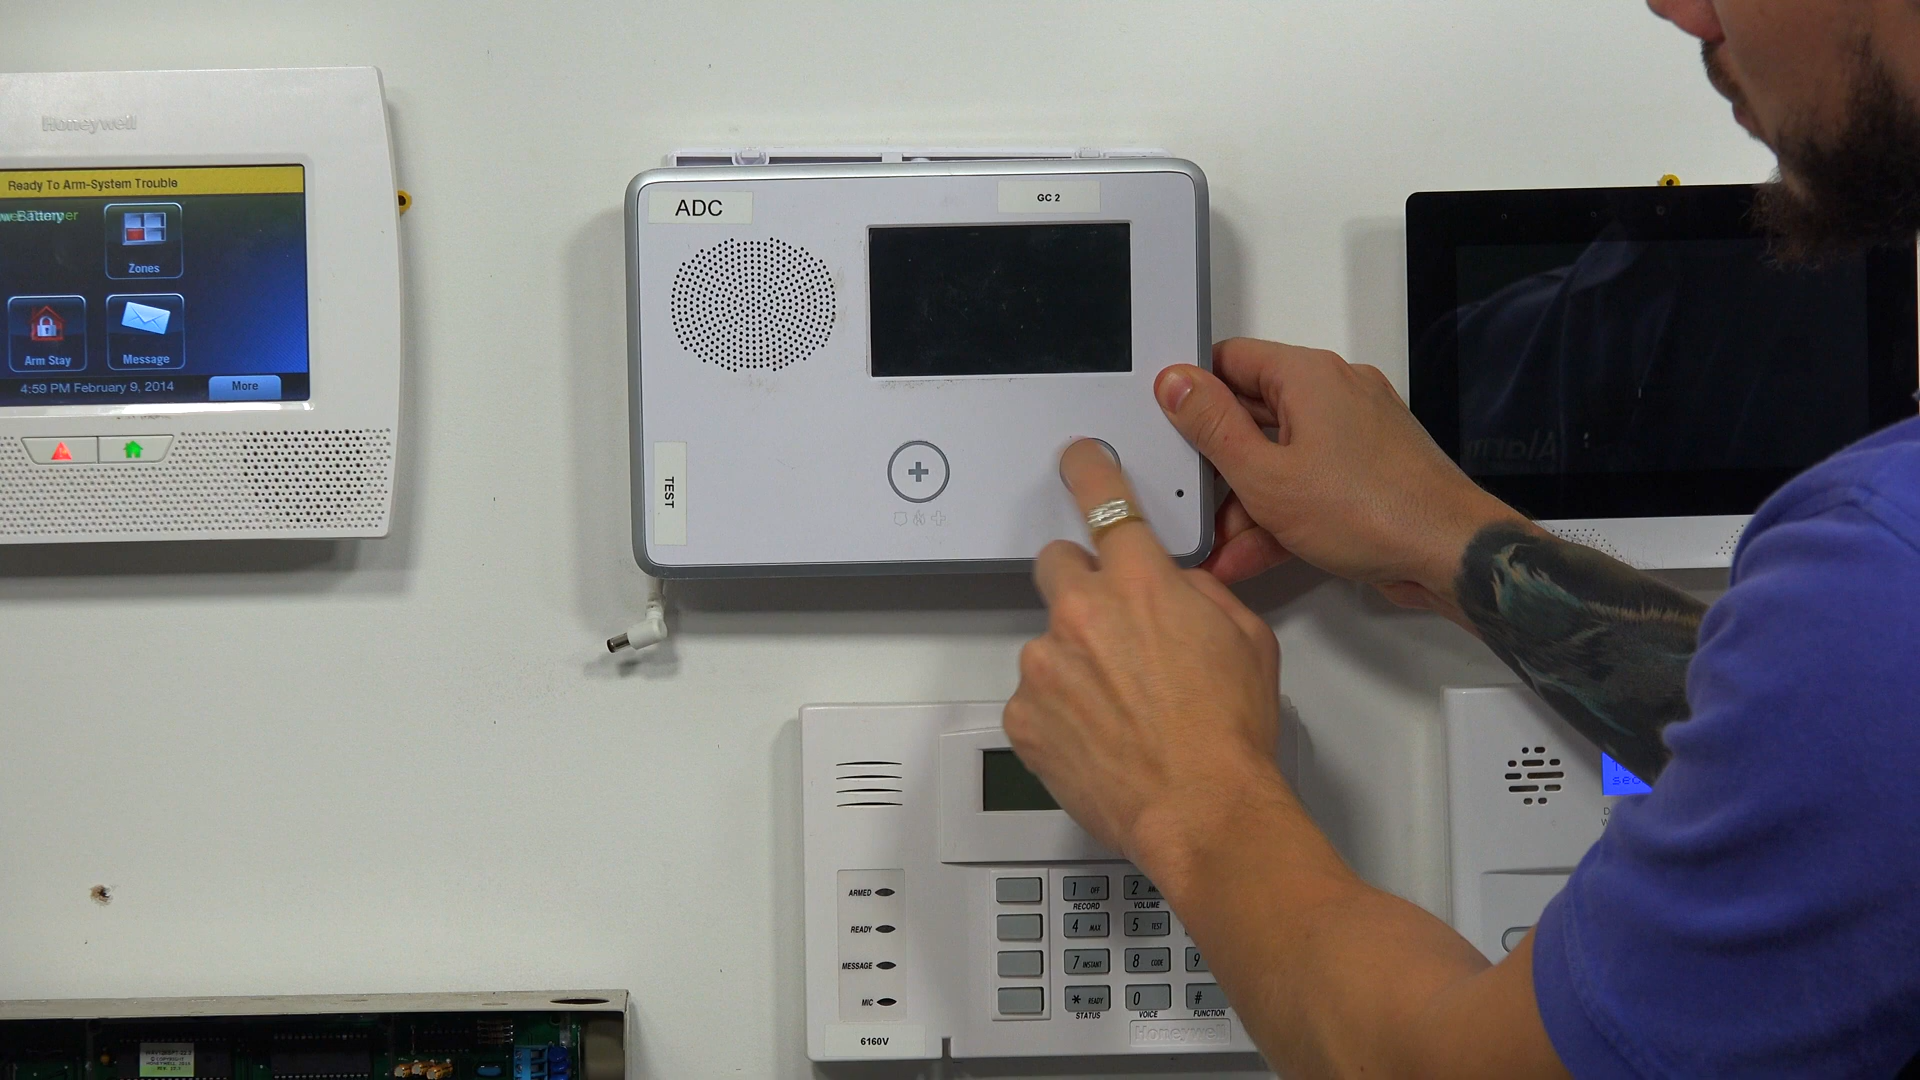 Honeywell
Ready To Arm-System Trouble
Zones
Arm Stay
Message
4:59 PM February 9, 2014
More
ADC
GC 2
TEST
ARMED
READY
MESSAGE
MIC
6160V
1 OFF
2
RECORD
VOLUME
4 MAX
5 TEST
7 INSTANT
8 CODE
9
* READY
0
#
STATUS
VOICE
FUNCTION
Honeywell